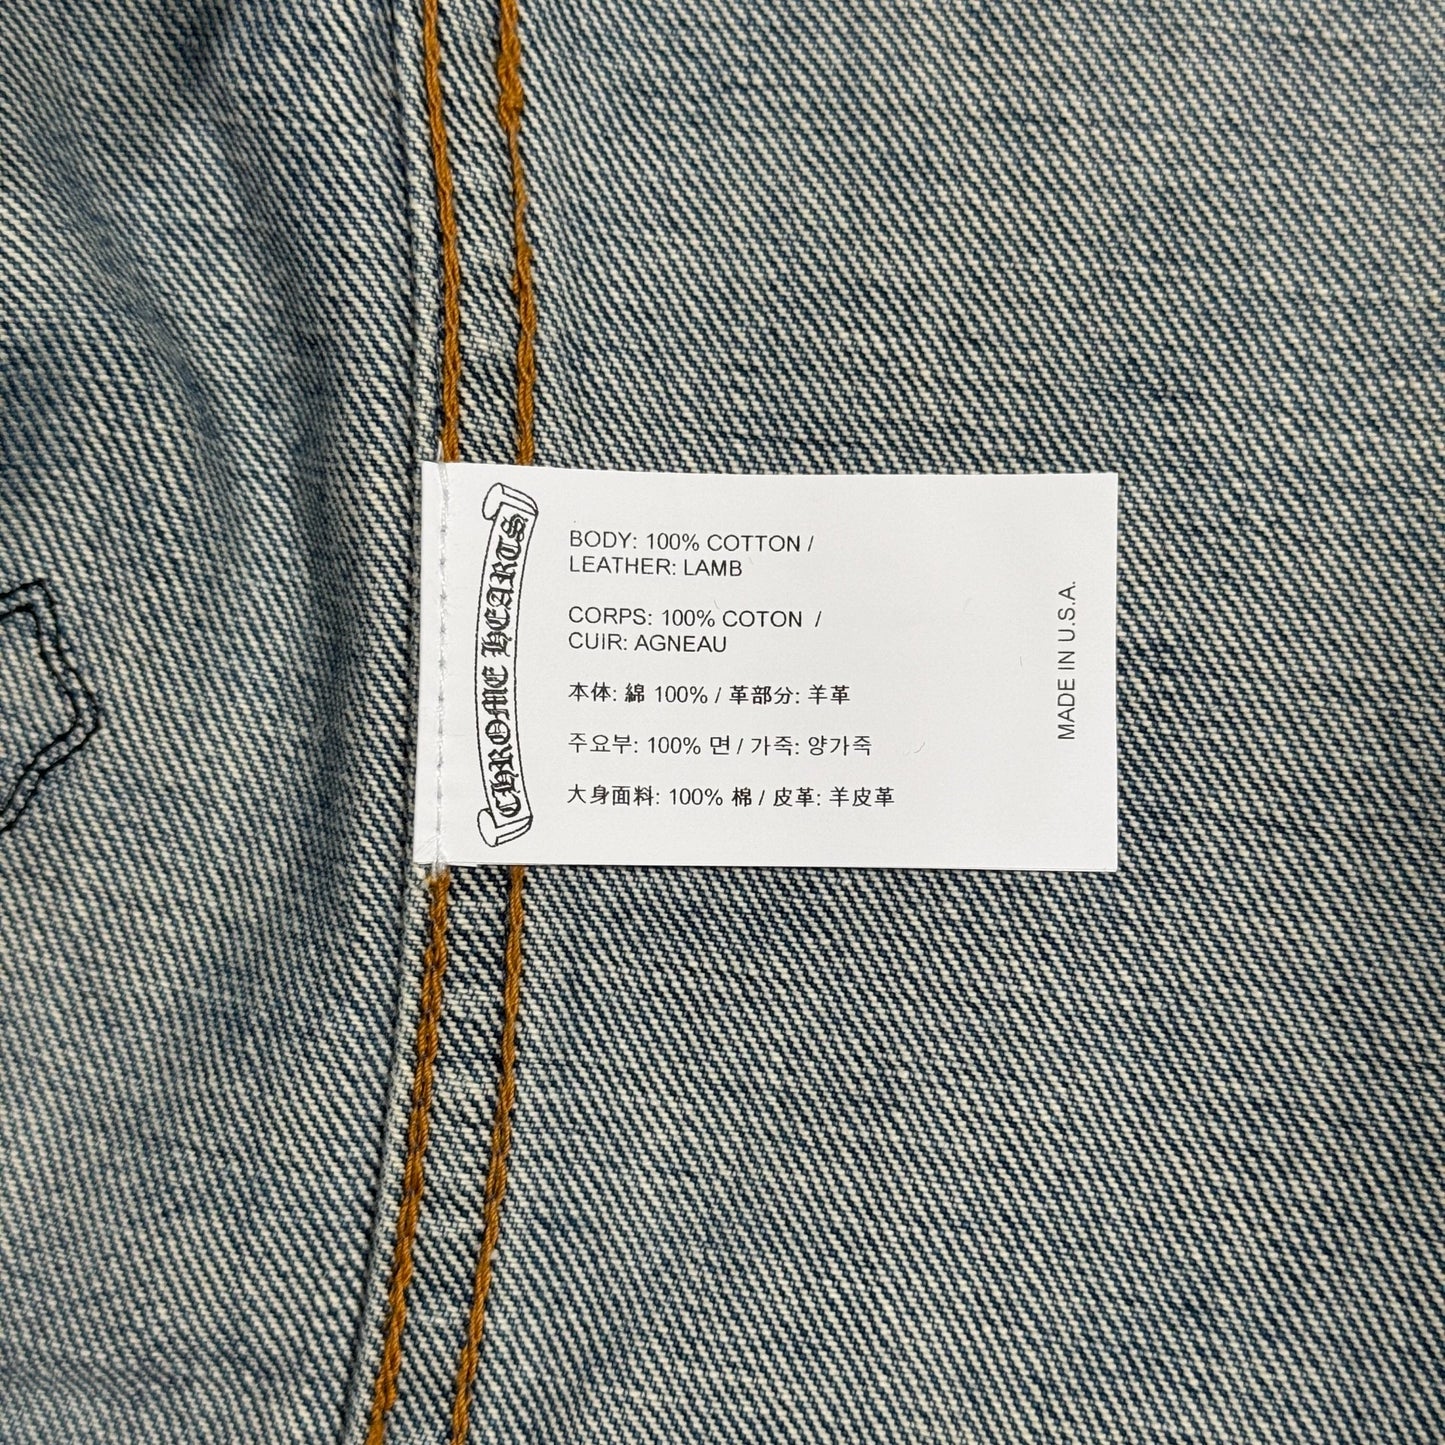 CHROME HEARTS
BODY: 100% COTTON /
LEATHER: LAMB
CORPS: 100% COTON /
CUIR: AGNEAU
本体: 綿 100% / 革部分: 羊革
주요부: 100% 면 / 가죽: 양가죽
大身面料: 100% 棉 / 皮革: 羊皮革
MADE IN U.S.A.